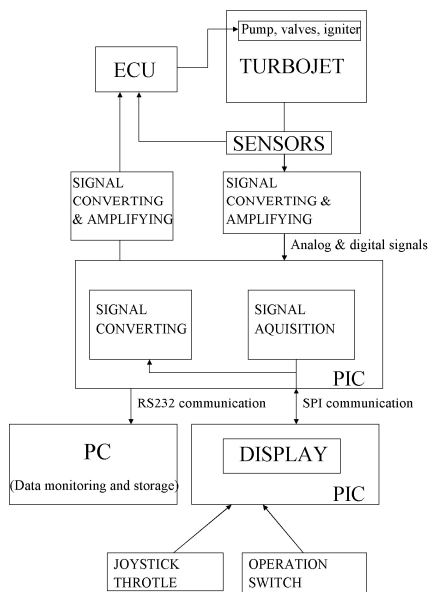 Pump, valves, igniter
ECU
TURBOJET
SENSORS
SIGNAL
CONVERTING
& AMPLIFYING
SIGNAL
CONVERTING &
AMPLIFYING
Analog & digital signals
SIGNAL
CONVERTING
SIGNAL
AQUISITION
PIC
RS232 communication
SPI communication
PC
(Data monitoring and storage)
DISPLAY
PIC
JOYSTICK
THROTLE
OPERATION
SWITCH